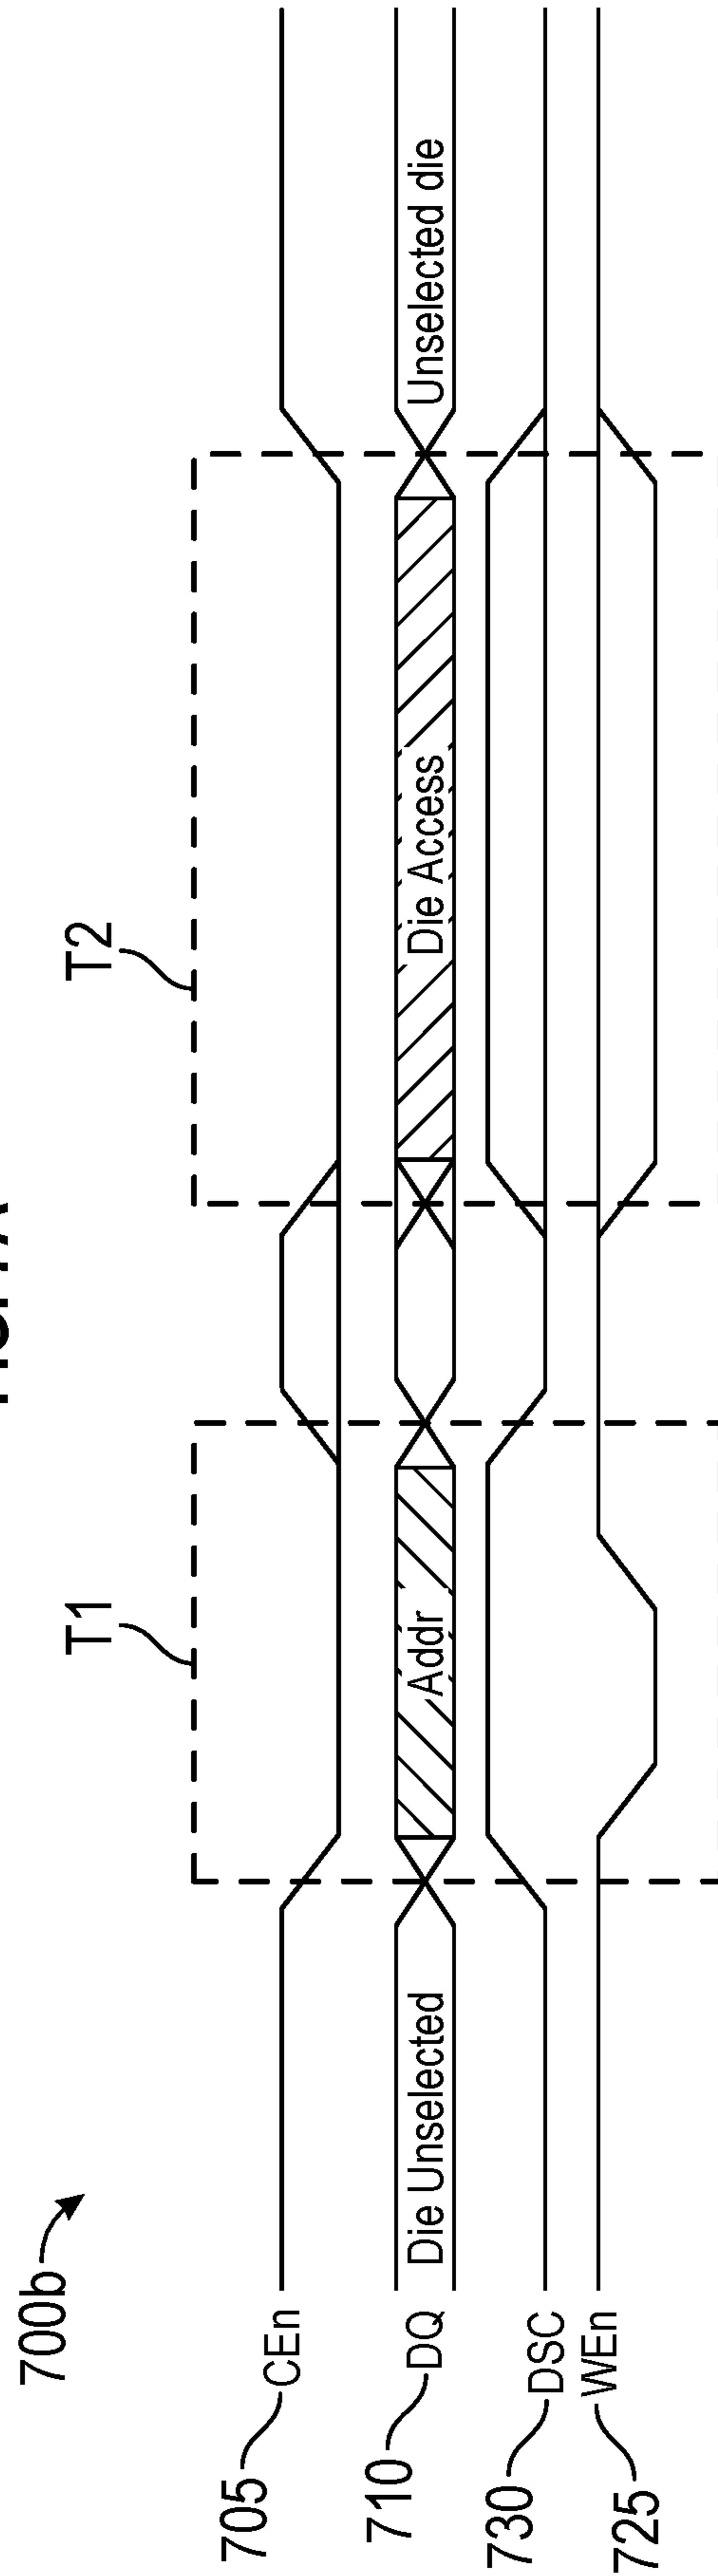 700b
T1
T2
705 CEn
710 DQ Die Unselected Addr Die Access Unselected die
730 DSC
725 WEn